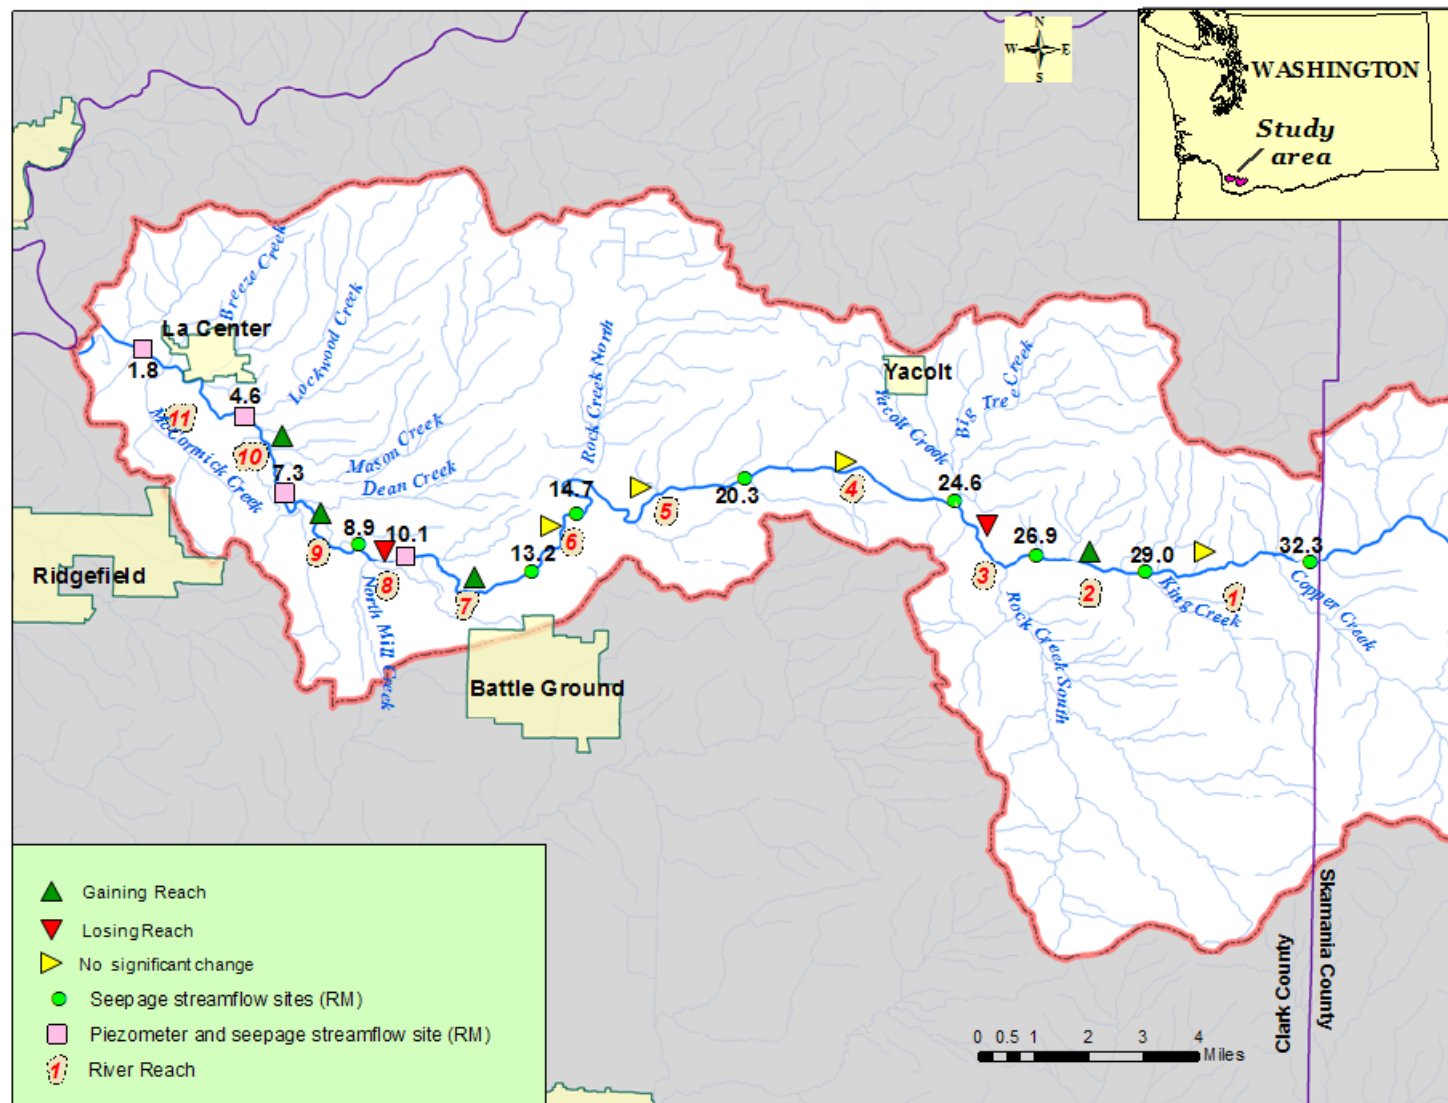 N
W E
S
WASHINGTON
Study
area
Breeze Creek
La Center
Lockwood Creek
1.8
4.6
11
McCormick Creek
10
7.3
Mason Creek
Dean Creek
Rock Creek North
Yacolt
Yacolt Creek
Big Tree Creek
14.7
5
20.3
4
24.6
9
8.9
10.1
8
13.2
6
7
3
26.9
2
29.0
King Creek
1
32.3
Copper Creek
Ridgefield
North Mill Creek
Rock Creek South
Battle Ground
Gaining Reach
Losing Reach
No significant change
Seepage streamflow sites (RM)
Piezometer and seepage streamflow site (RM)
1 River Reach
0 0.5 1 2 3 4
Miles
Clark County
Skamania County